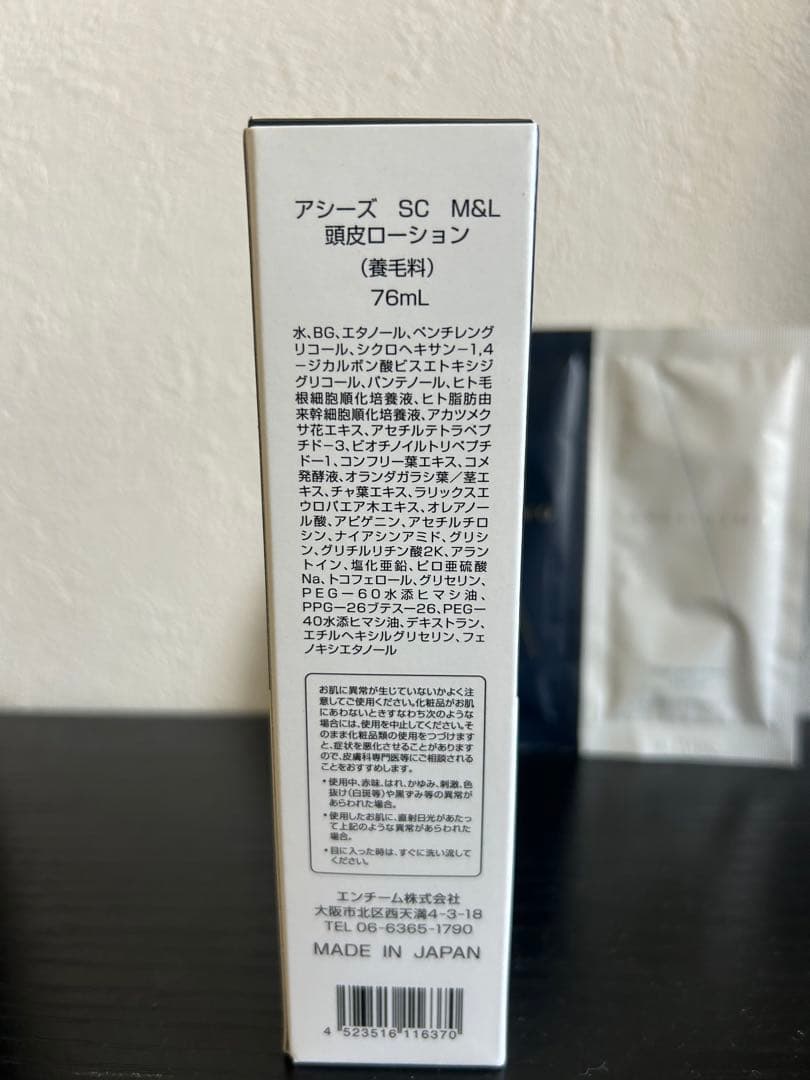 アシーズ SC M&L
頭皮ローション
(養毛料)
76mL
水、BG、エタノール、ペンチレング
リコール、シクロヘキサン-1,4
-ジカルボン酸ビスエトキシジ
グリコール、パンテノール、ヒト毛
根細胞順化培養液、ヒト脂肪由
来幹細胞順化培養液、アカツメク
サ花エキス、アセチルテトラペプ
チド-3、ビオチノイルトリペプチ
ド-1、コンフリー葉エキス、コメ
発酵液、オランダガラシ葉/茎エ
キス、チャ葉エキス、ラリックスエ
ウロパエア木エキス、オレアノー
ル酸、アピゲニン、アセチルチロ
シン、ナイアシンアミド、グリシ
ン、グリチルリチン酸2K、アラン
トイン、塩化亜鉛、ピロ亜硫酸
Na、トコフェロール、グリセリン、
PEG-60水添ヒマシ油、
PPG-26ブテス-26、PEG-
40水添ヒマシ油、デキストラン、
エチルヘキシルグリセリン、フェ
ノキシエタノール
お肌に異常が生じていないかよく注
意してご使用ください。化粧品がお肌
にあわないときすなわち次のような
場合には、使用を中止してください。そ
のまま化粧品類の使用をつづけます
と、症状を悪化させることがあります
ので、皮膚科専門医等にご相談され
ることをおすすめします。
・使用中、赤味、はれ、かゆみ、刺激、色
抜け(白斑等)や黒ずみ等の異常が
あらわれた場合。
・使用したお肌に、直射日光があたっ
て上記のような異常があらわれた
場合。
・目に入った時は、すぐに洗い流して
ください。
エンチーム株式会社
大阪市北区西天満4-3-18
TEL 06-6365-1790
MADE IN JAPAN
4 523516 116370